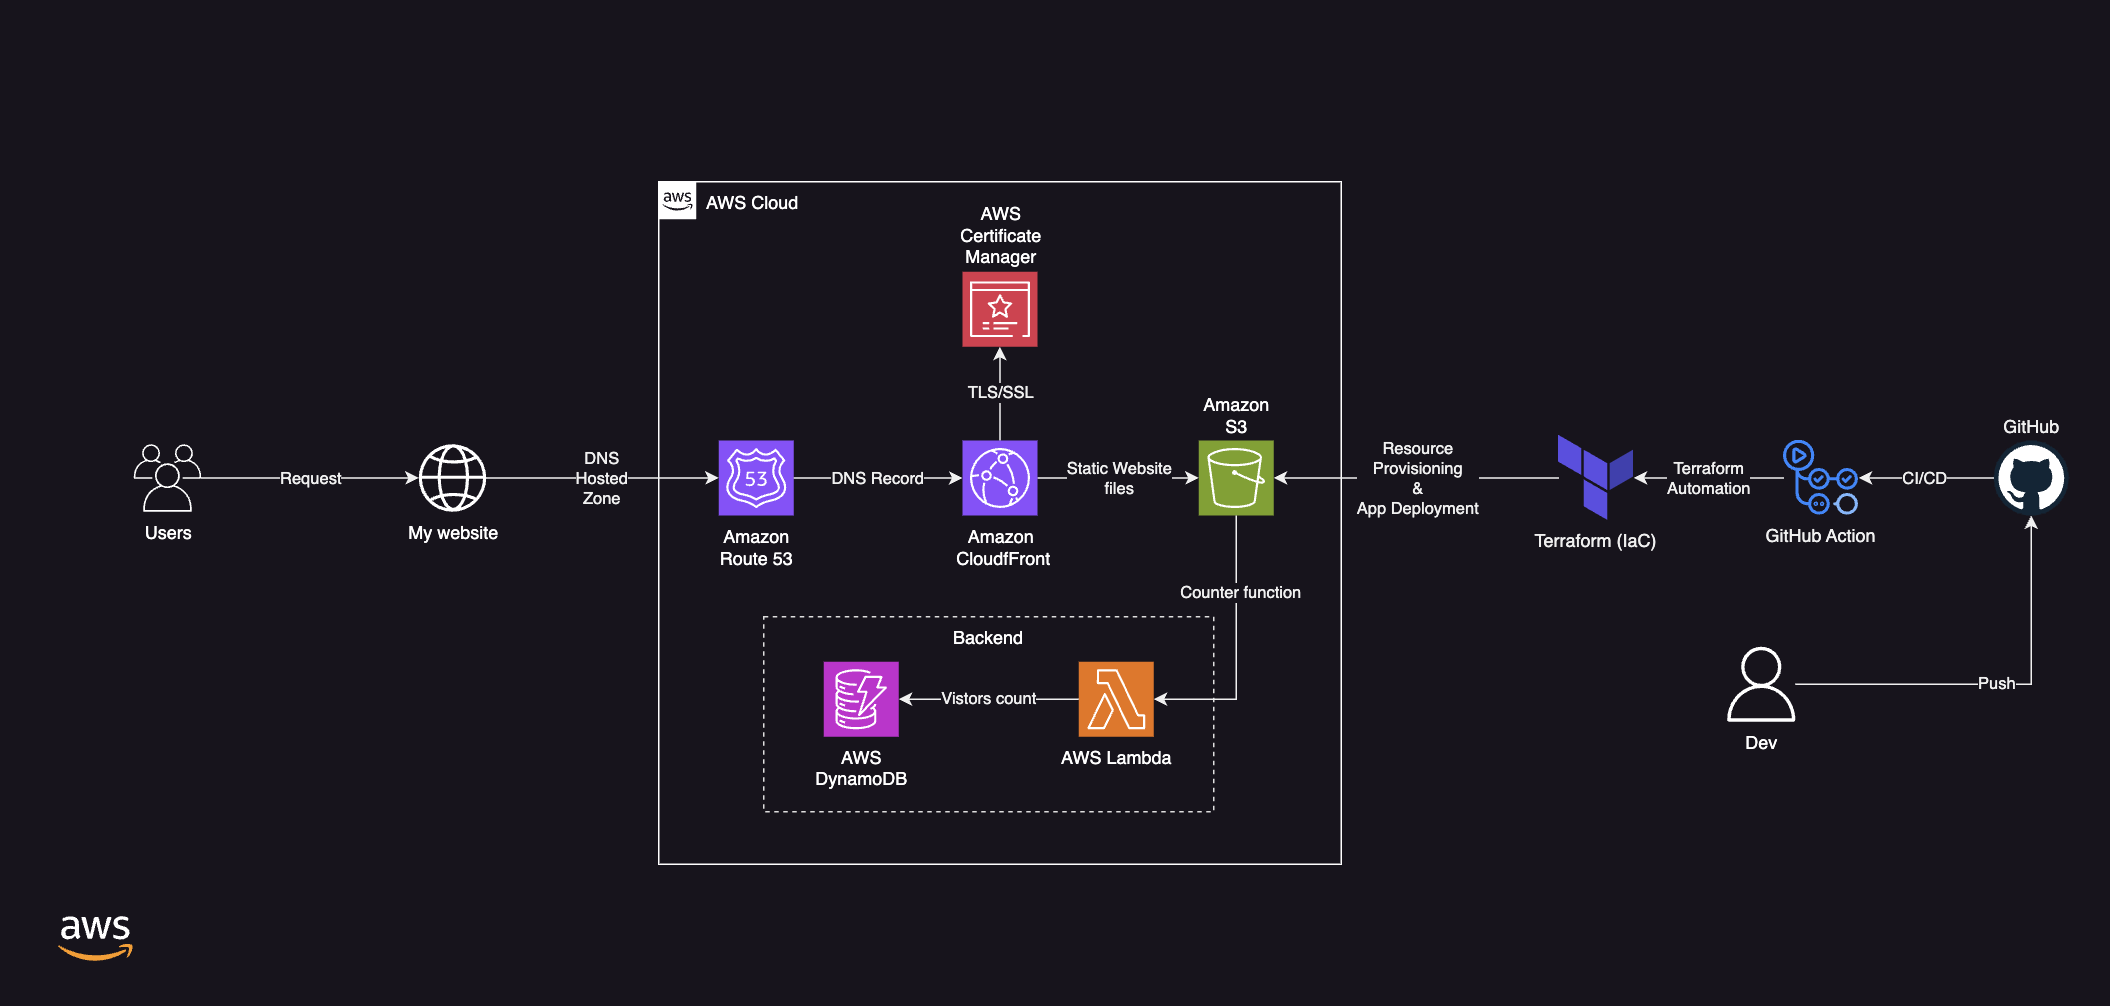 aws
AWS Cloud
AWS
Certificate
Manager
TLS/SSL
Users
Request
My website
DNS
Hosted
Zone
53
Amazon
Route 53
DNS Record
Amazon
CloudfFront
Static Website
files
Amazon
S3
Resource
Provisioning
&
App Deployment
Terraform (IaC)
Terraform
Automation
GitHub Action
CI/CD
GitHub
Counter function
Backend
AWS
DynamoDB
Vistors count
AWS Lambda
Push
Dev
aws